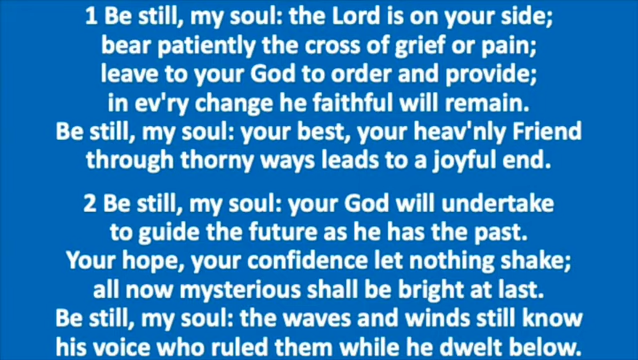 1 Be still, my soul: the Lord is on your side;
bear patiently the cross of grief or pain;
leave to your God to order and provide;
in ev'ry change he faithful will remain.
Be still, my soul: your best, your heav'nly Friend
through thorny ways leads to a joyful end.
2 Be still, my soul: your God will undertake
to guide the future as he has the past.
Your hope, your confidence let nothing shake;
all now mysterious shall be bright at last.
Be still, my soul: the waves and winds still know
his voice who ruled them while he dwelt below.